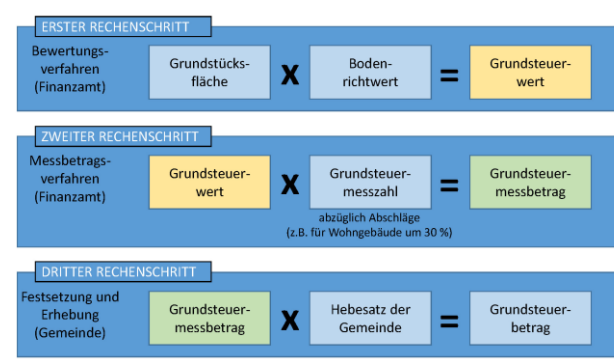 ERSTER RECHENSCHRITT
Bewertungs-
verfahren
(Finanzamt)
Grundstücks-
fläche
X
Boden-
richtwert
=
Grundsteuer-
wert
ZWEITER RECHENSCHRITT
Messbetrags-
verfahren
(Finanzamt)
Grundsteuer-
wert
X
Grundsteuer-
messzahl
=
Grundsteuer-
messbetrag
abzüglich Abschläge
(z.B. für Wohngebäude um 30 %)
DRITTER RECHENSCHRITT
Festsetzung und
Erhebung
(Gemeinde)
Grundsteuer-
messbetrag
X
Hebesatz der
Gemeinde
=
Grundsteuer-
betrag